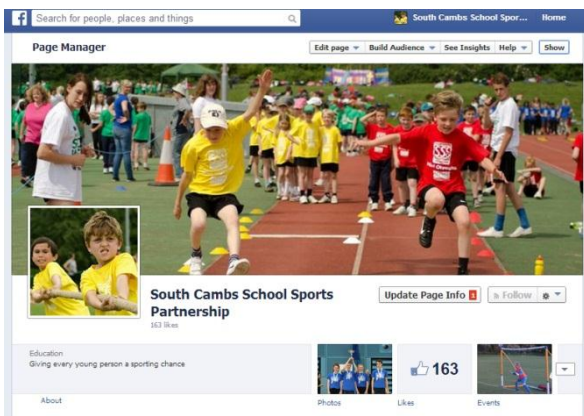 Search for people, places and things
South Cambs School Spor... Home
Page Manager
Edit page Build Audience See Insights Help Show
South Cambs School Sports
Partnership
163 likes
Update Page Info 1 Follow
Education
Giving every young person a sporting chance
163
About Photos Likes Events